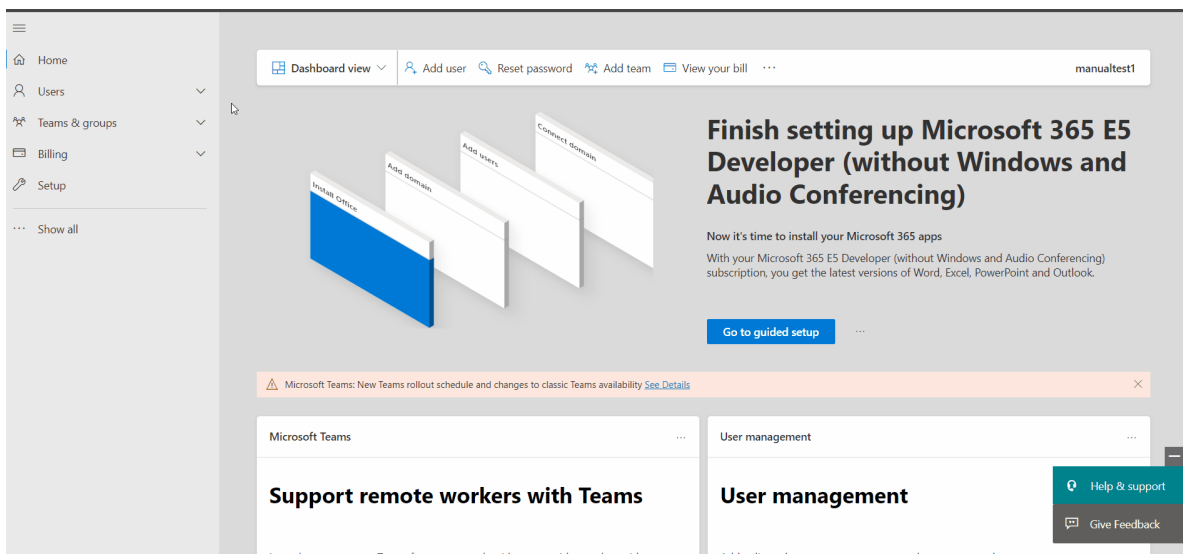 Home
Users
Teams & groups
Billing
Setup
Show all
Dashboard view
Add user
Reset password
Add team
View your bill
manualtest1
Install Office
Add domain
Add users
Connect domain
Finish setting up Microsoft 365 E5
Developer (without Windows and
Audio Conferencing)
Now it's time to install your Microsoft 365 apps
With your Microsoft 365 E5 Developer (without Windows and Audio Conferencing)
subscription, you get the latest versions of Word, Excel, PowerPoint and Outlook.
Go to guided setup
Microsoft Teams: New Teams rollout schedule and changes to classic Teams availability See Details
Microsoft Teams
User management
Support remote workers with Teams
User management
Help & support
Give Feedback